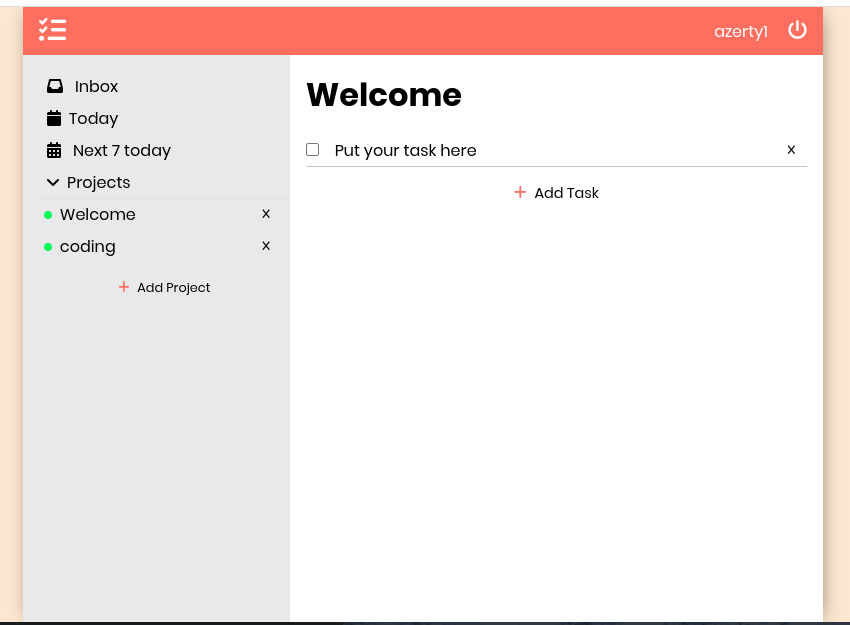 azerty1
Inbox
Today
Next 7 today
Projects
Welcome x
coding x
+ Add Project
Welcome
Put your task here x
+ Add Task